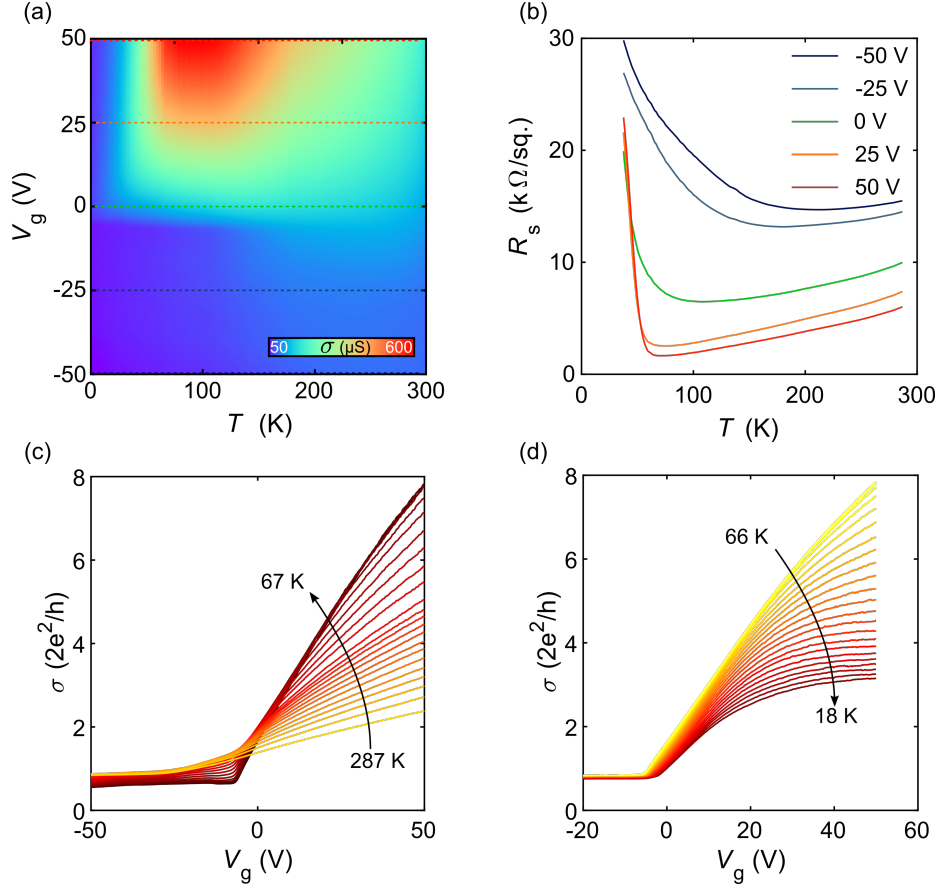 (a)
50
25
0
-25
-50
V_g (V)
50 σ (μS) 600
0 100 200 300
T (K)
(b)
30
20
10
0
R_s (kΩ/sq.)
-50 V
-25 V
0 V
25 V
50 V
0 100 200 300
T (K)
(c)
8
6
4
2
0
σ (2e²/h)
67 K
287 K
-50 0 50
V_g (V)
(d)
8
6
4
2
0
σ (2e²/h)
66 K
18 K
-20 0 20 40 60
V_g (V)